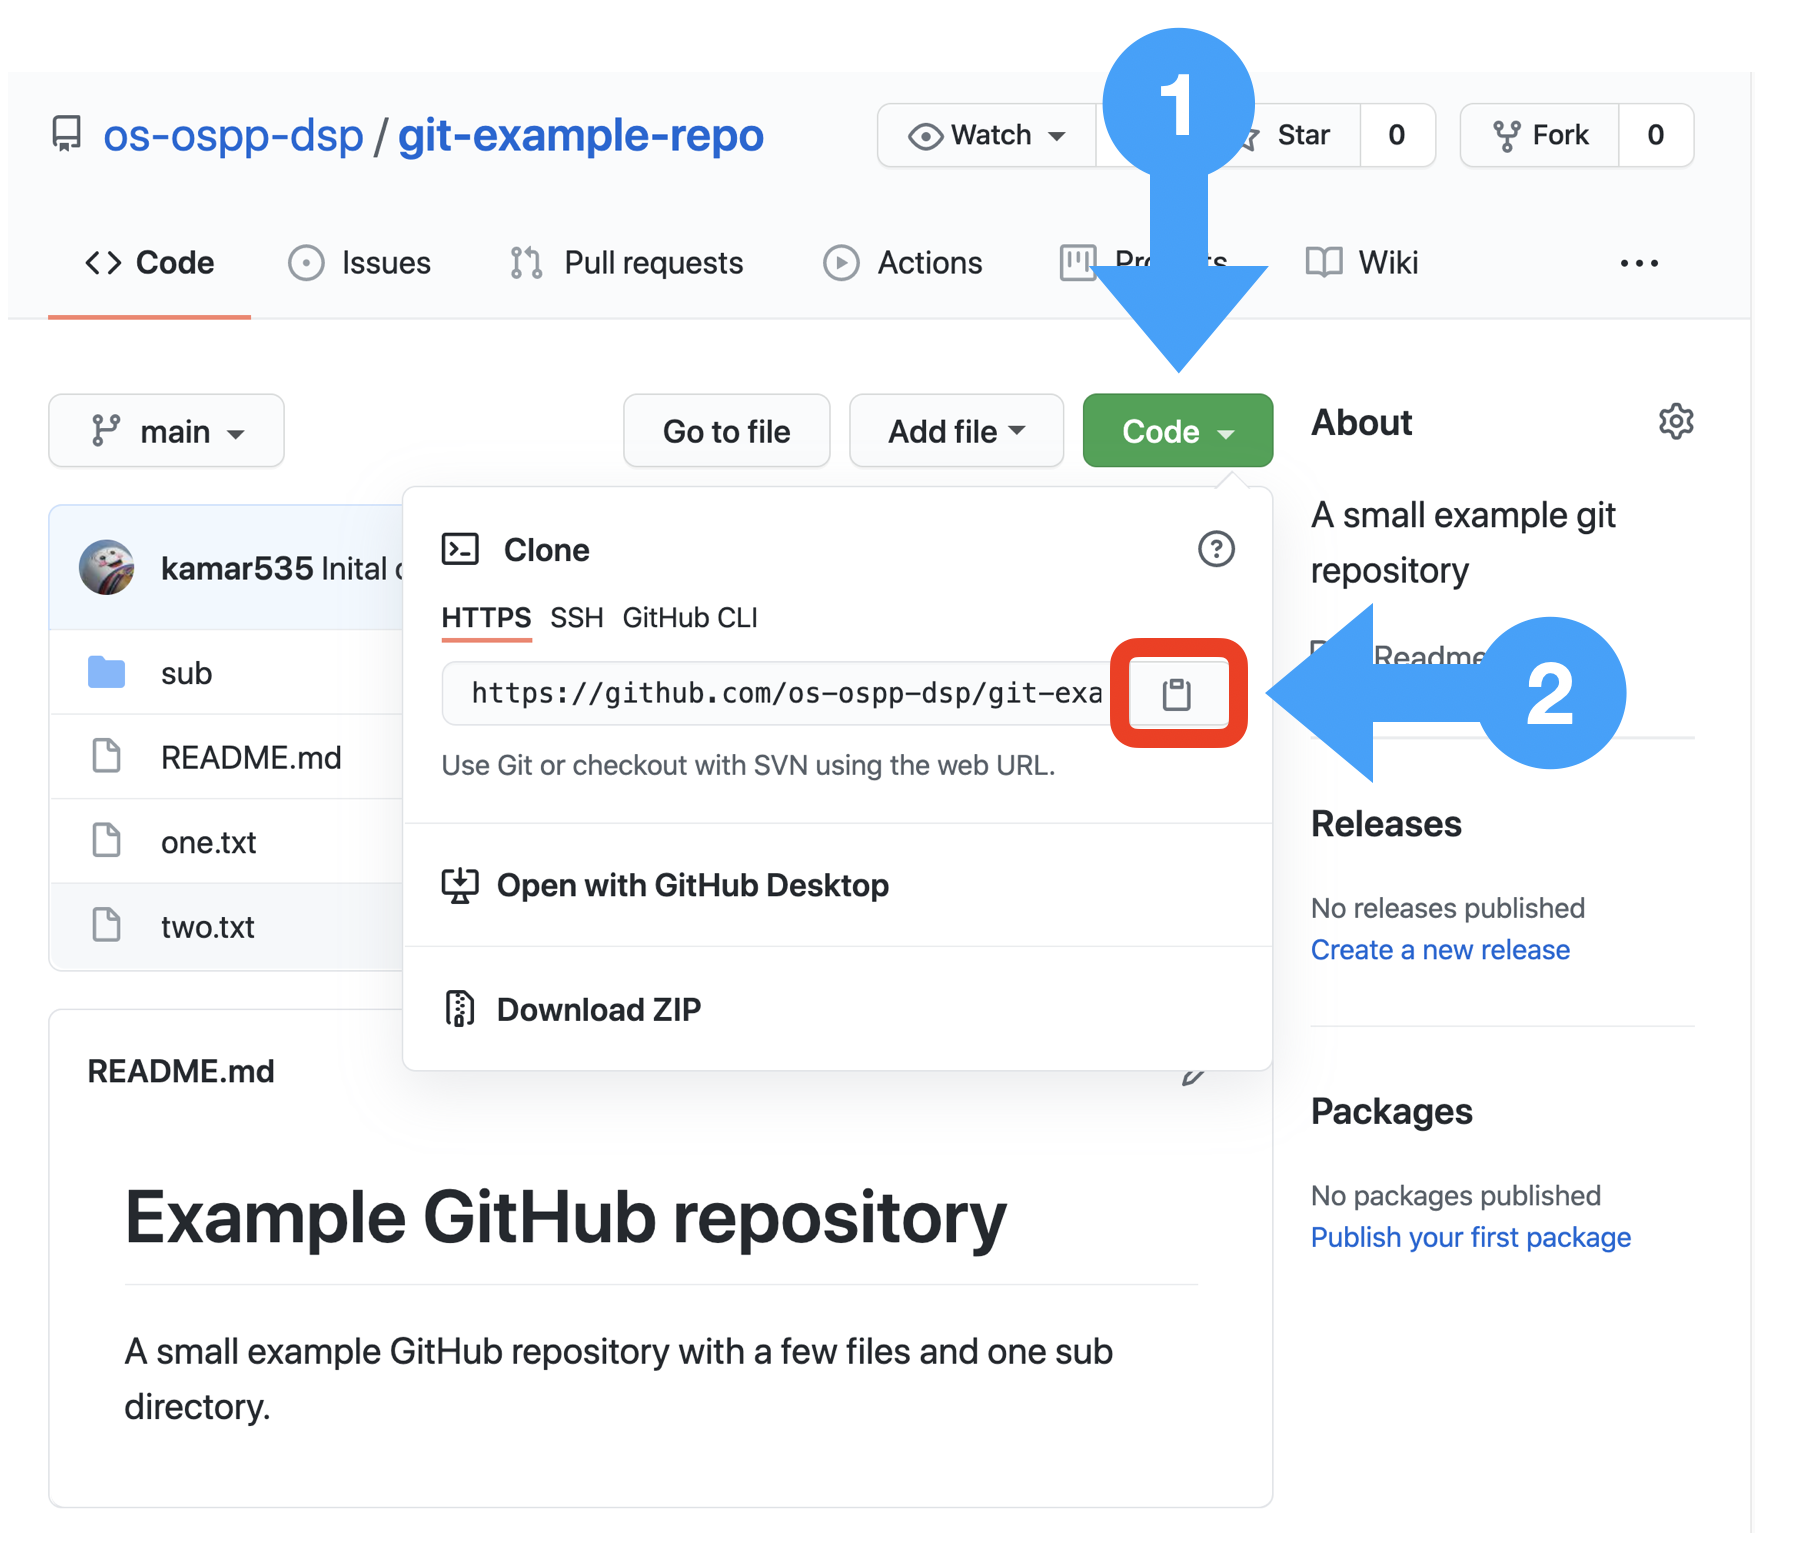 1
os-ospp-dsp / git-example-repo
Watch
Star 0
Fork 0
Code Issues Pull requests Actions Wiki ...
main
Go to file
Add file
Code
About
A small example git
repository
Readme
2
kamar535 Inital
sub
README.md
one.txt
two.txt
Clone
HTTPS SSH GitHub CLI
https://github.com/os-ospp-dsp/git-exa
Use Git or checkout with SVN using the web URL.
Open with GitHub Desktop
Download ZIP
Releases
No releases published
Create a new release
Packages
No packages published
Publish your first package
README.md
Example GitHub repository
A small example GitHub repository with a few files and one sub
directory.